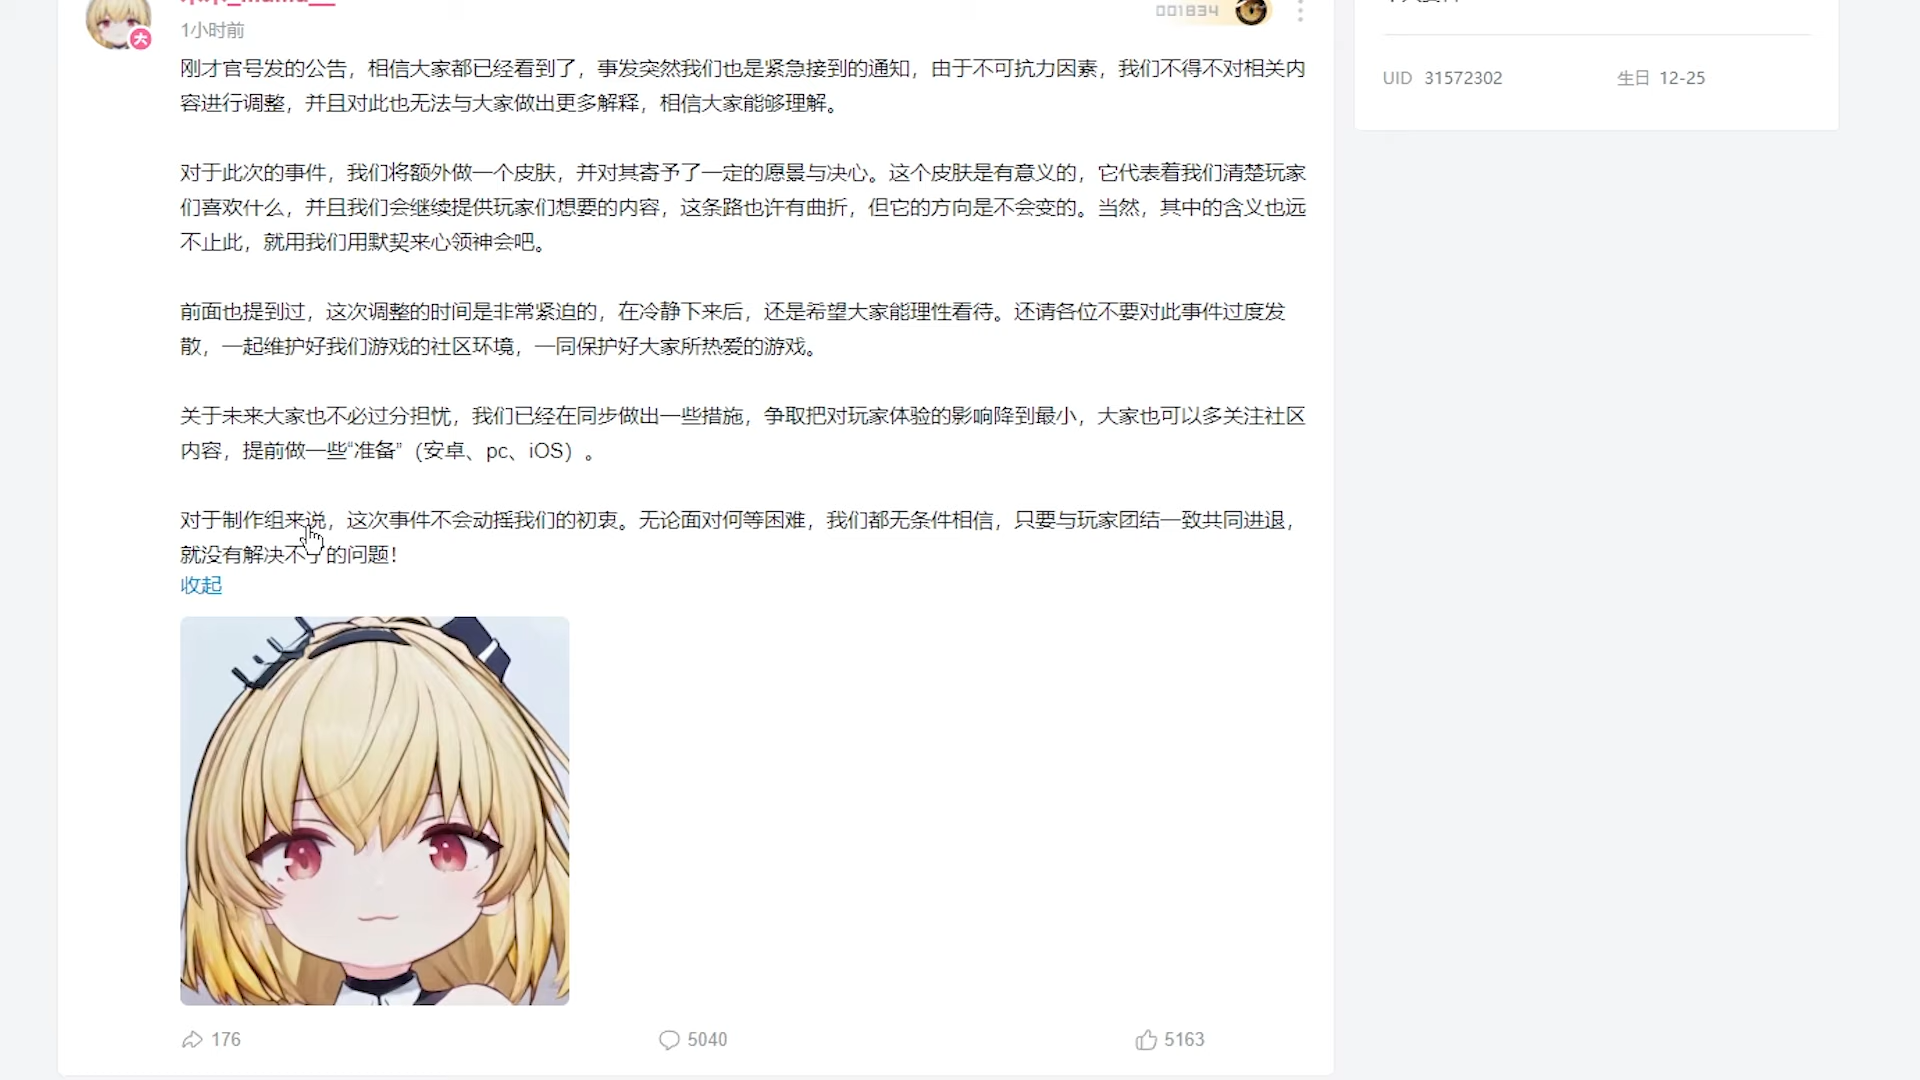 1小时前
001834
刚才官号发的公告，相信大家都已经看到了，事发突然我们也是紧急接到的通知，由于不可抗力因素，我们不得不对相关内
容进行调整，并且对此也无法与大家做出更多解释，相信大家能够理解。
对于此次的事件，我们将额外做一个皮肤，并对其寄予了一定的愿景与决心。这个皮肤是有意义的，它代表着我们清楚玩家
们喜欢什么，并且我们会继续提供玩家们想要的内容，这条路也许有曲折，但它的方向是不会变的。当然，其中的含义也远
不止此，就用我们用默契来心领神会吧。
前面也提到过，这次调整的时间是非常紧迫的，在冷静下来后，还是希望大家能理性看待。还请各位不要对此事件过度发
散，一起维护好我们游戏的社区环境，一同保护好大家所热爱的游戏。
关于未来大家也不必过分担忧，我们已经在同步做出一些措施，争取把对玩家体验的影响降到最小，大家也可以多关注社区
内容，提前做一些“准备”（安卓、pc、iOS）。
对于制作组来说，这次事件不会动摇我们的初衷。无论面对何等困难，我们都无条件相信，只要与玩家团结一致共同进退，
就没有解决不了的问题！
收起
176
5040
5163
UID 31572302
生日 12-25
大